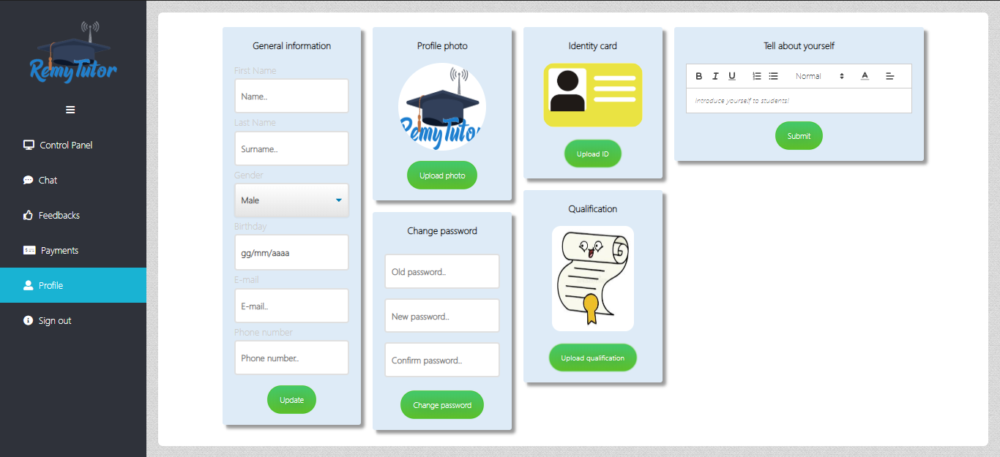 RemyTutor
Control Panel
Chat
Feedbacks
Payments
Profile
Sign out
General information
First Name
Name..
Last Name
Surname..
Gender
Male
Birthday
gg/mm/aaaa
E-mail
E-mail..
Phone number
Phone number..
Update
Profile photo
RemyTutor
Upload photo
Change password
Old password..
New password..
Confirm password..
Change password
Identity card
Upload ID
Qualification
Upload qualification
Tell about yourself
B I U Normal A
Introduce yourself to students!
Submit